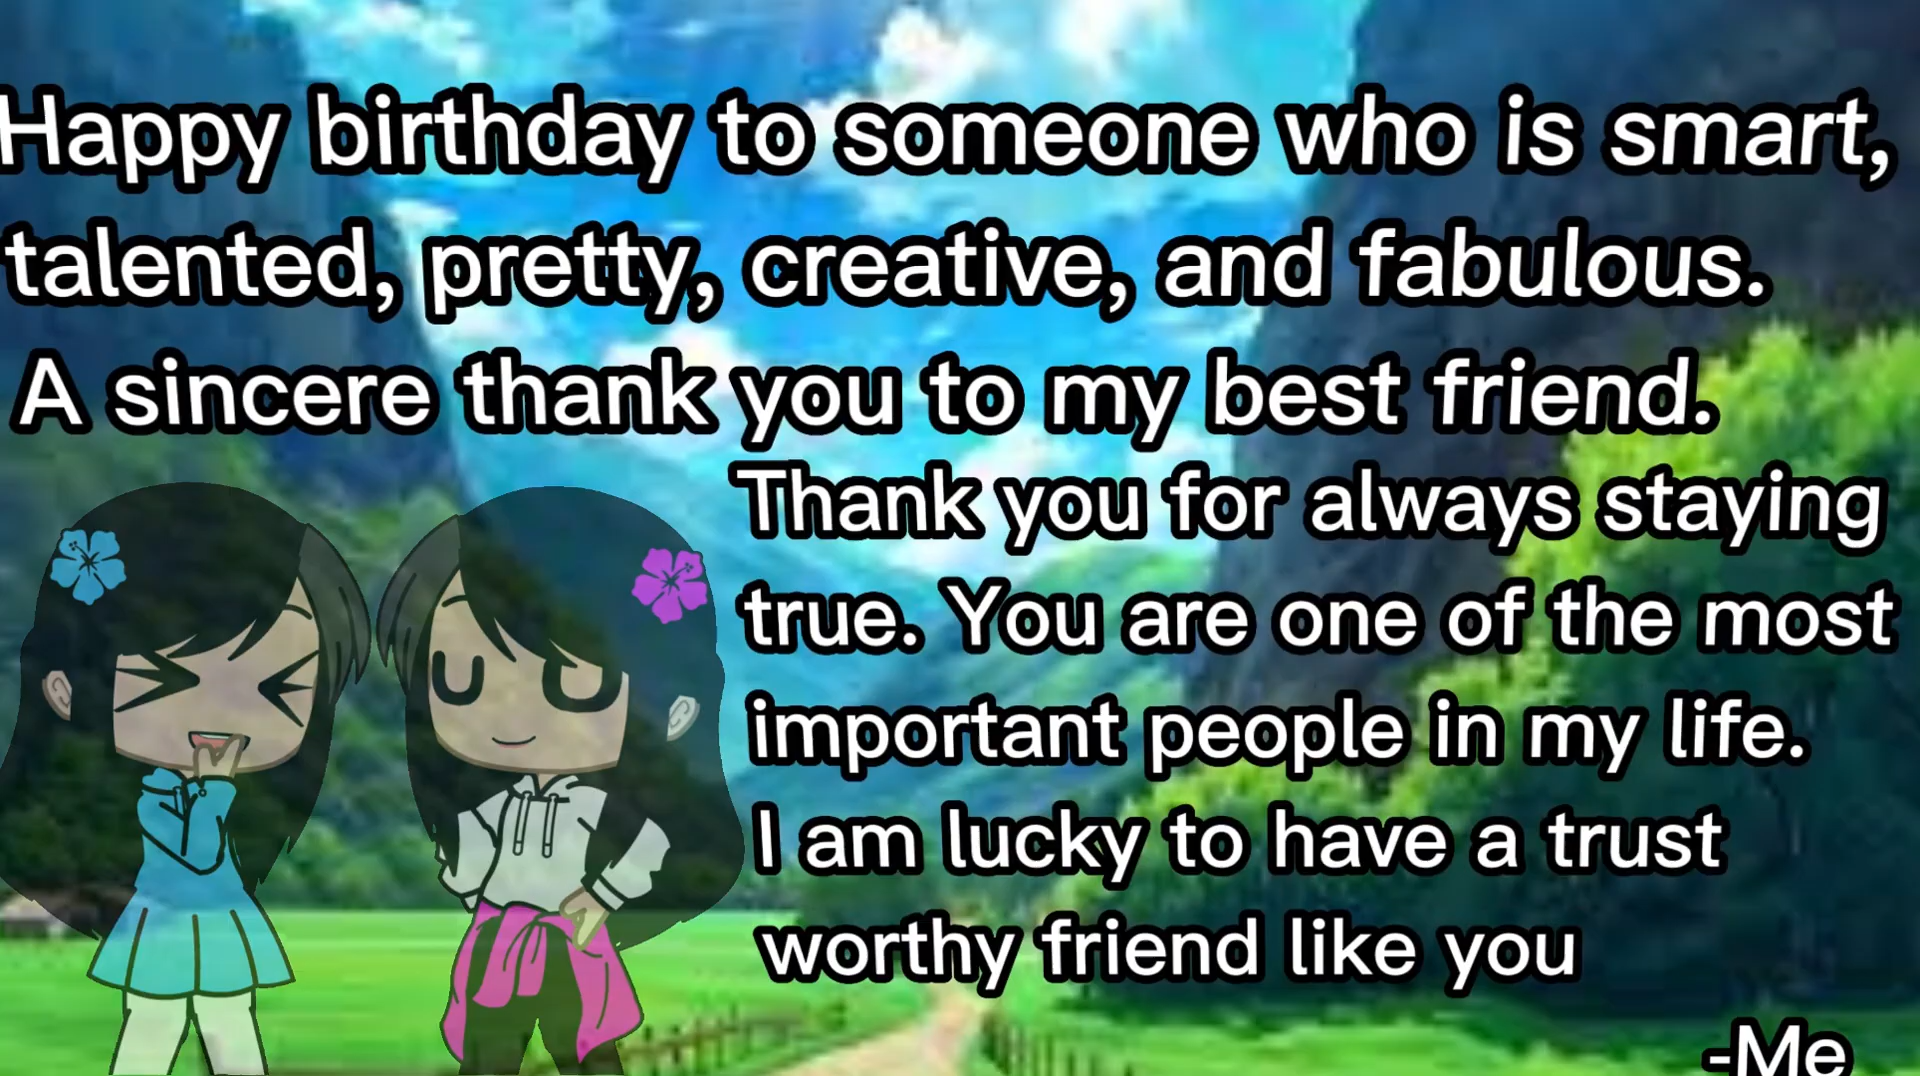 Happy birthday to someone who is smart,
talented, pretty, creative, and fabulous.
A sincere thank you to my best friend.
Thank you for always staying
true. You are one of the most
important people in my life.
I am lucky to have a trust
worthy friend like you
-Me